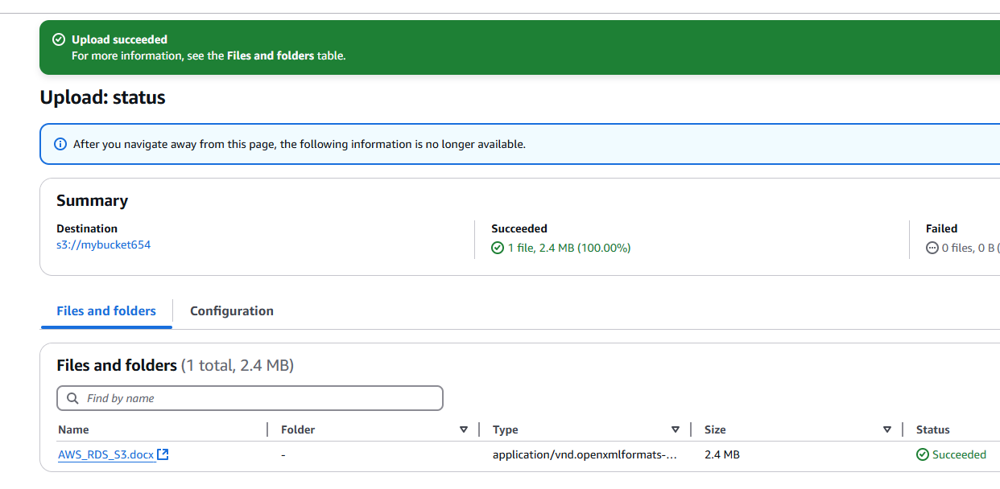 Upload succeeded
For more information, see the Files and folders table.
Upload: status
After you navigate away from this page, the following information is no longer available.
Summary
Destination
s3://mybucket654
Succeeded
1 file, 2.4 MB (100.00%)
Failed
0 files, 0 B (
Files and folders
Configuration
Files and folders (1 total, 2.4 MB)
Find by name
Name Folder Type Size Status
AWS_RDS_S3.docx - application/vnd.openxmlformats-... 2.4 MB Succeeded